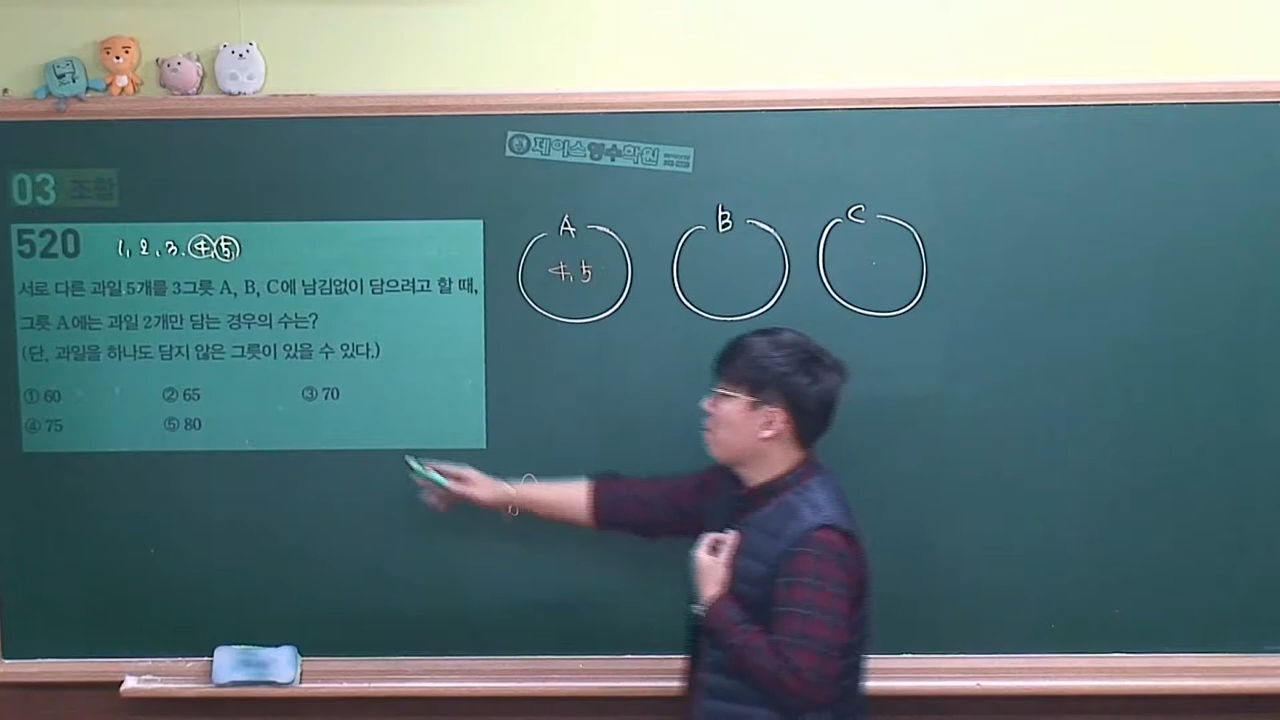 제이스영수학원
03 조합
520
1, 2, 3, 4, 5
서로 다른 과일 5개를 3그릇 A, B, C에 남김없이 담으려고 할 때,
그릇 A에는 과일 2개만 담는 경우의 수는?
(단, 과일을 하나도 담지 않은 그릇이 있을 수 있다.)
① 60 ② 65 ③ 70
④ 75 ⑤ 80
A B C
4, 5